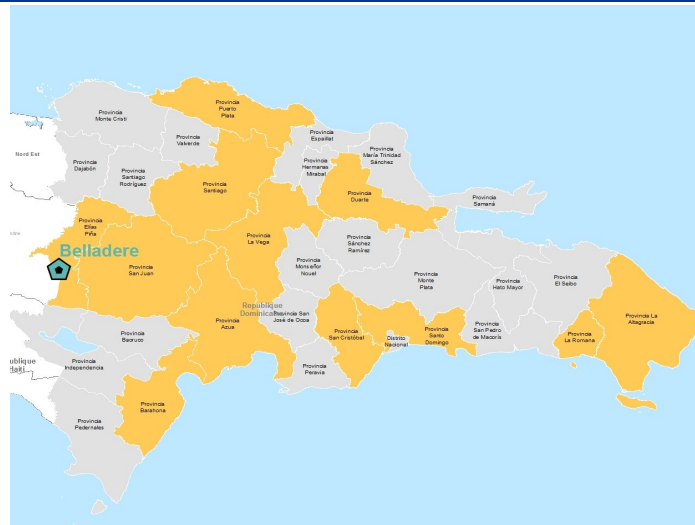 Provincia
Puerto
Plata
Provincia
Monte Cristi
Provincia
Espaillat
Provincia
Valverde
Provincia
María Trinidad
Sánchez
Nord Est
Provincia
Dajabón
Provincia
Santiago
Rodríguez
Provincia
Hermanas
Mirabal
Provincia
Santiago
Provincia
Duarte
Provincia
Samaná
Provincia
Elías
Piña
Provincia
La Vega
Provincia
Sánchez
Ramírez
Belladere
Provincia
San Juan
Provincia
Monseñor
Nouel
Provincia
Monte
Plata
Provincia
Hato Mayor
Provincia
El Seibo
République
Dominicaine
Provincia San
José de Ocoa
Provincia La
Altagracia
Provincia
Azua
Provincia
San Cristóbal
Distrito
Nacional
Provincia
Santo
Domingo
Provincia
San Pedro
de Macorís
Provincia
La Romana
Provincia
Baoruco
ublique
Haïti
Provincia
Independencia
Provincia
Peravia
Provincia
Barahona
Provincia
Pedernales